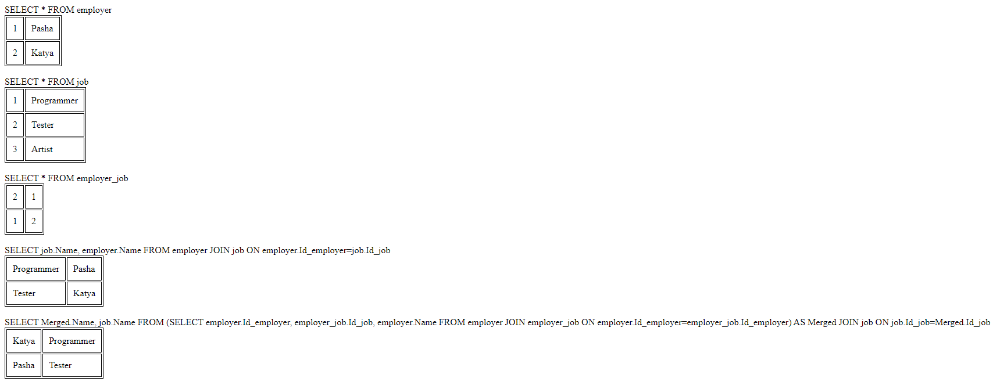 SELECT * FROM employer
1 Pasha
2 Katya
SELECT * FROM job
1 Programmer
2 Tester
3 Artist
SELECT * FROM employer_job
2 1
1 2
SELECT job.Name, employer.Name FROM employer JOIN job ON employer.Id_employer=job.Id_job
Programmer Pasha
Tester Katya
SELECT Merged.Name, job.Name FROM (SELECT employer.Id_employer, employer_job.Id_job, employer.Name FROM employer JOIN employer_job ON employer.Id_employer=employer_job.Id_employer) AS Merged JOIN job ON job.Id_job=Merged.Id_job
Katya Programmer
Pasha Tester